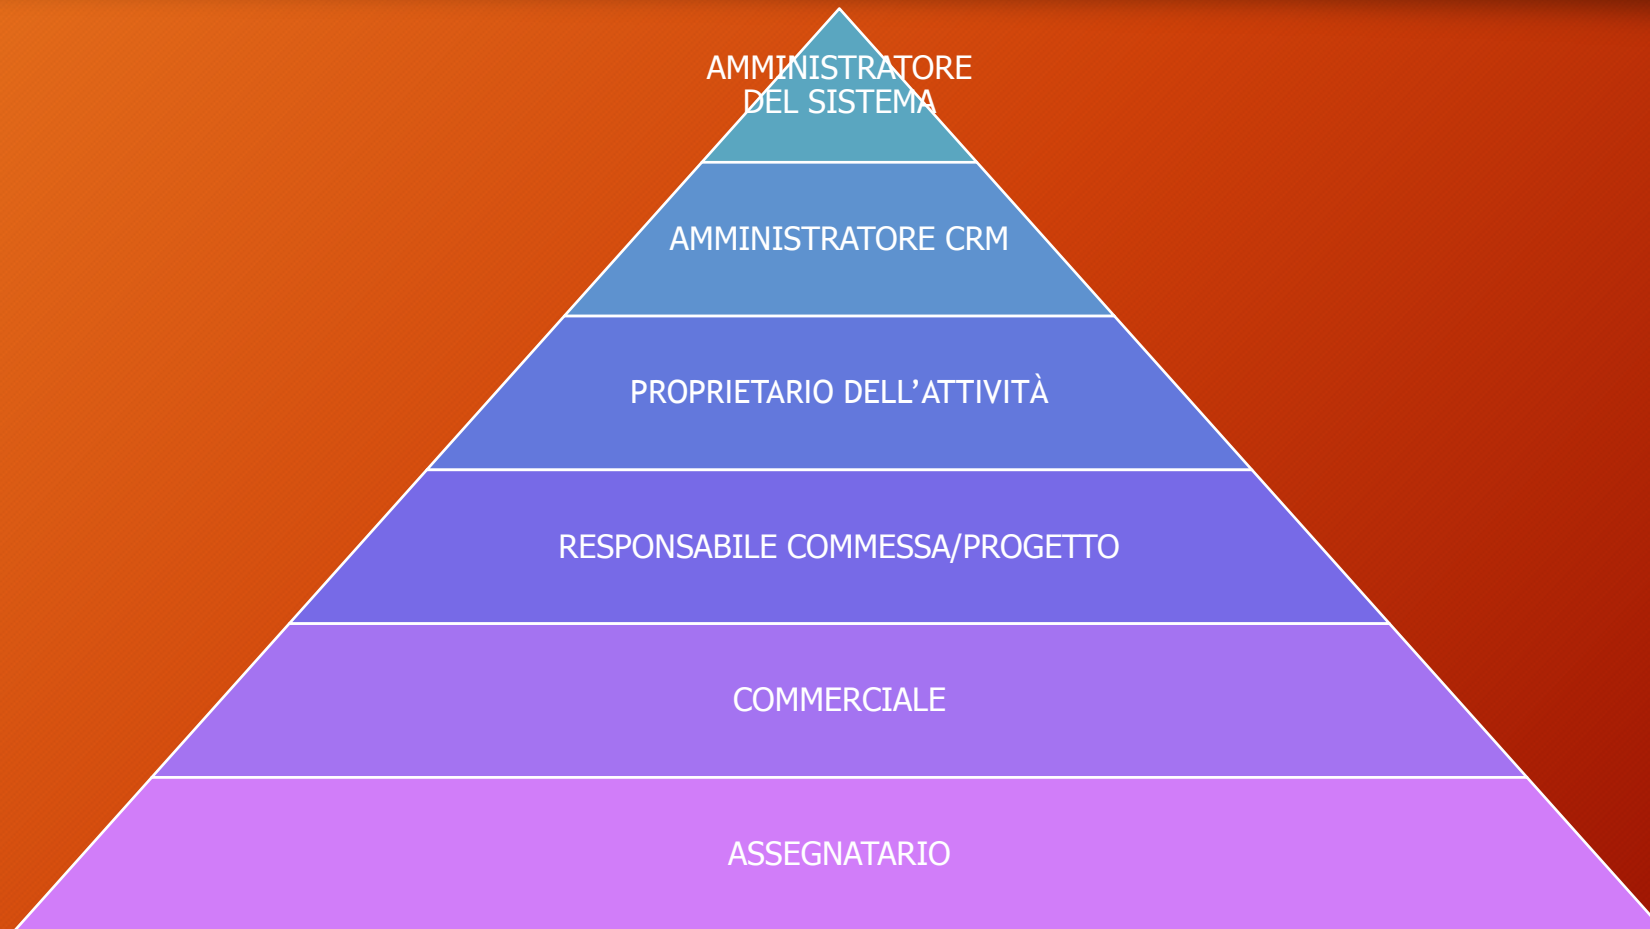 AMMINISTRATORE
DEL SISTEMA
AMMINISTRATORE CRM
PROPRIETARIO DELL’ATTIVITÀ
RESPONSABILE COMMESSA/PROGETTO
COMMERCIALE
ASSEGNATARIO